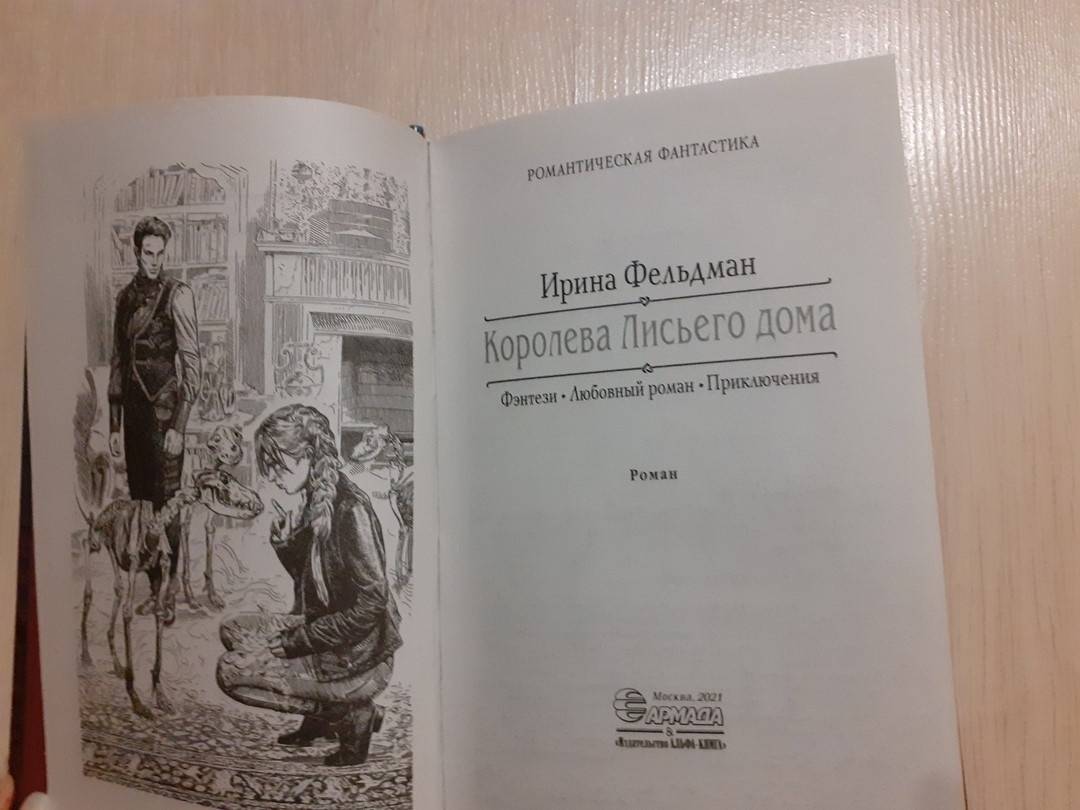 РОМАНТИЧЕСКАЯ ФАНТАСТИКА
Ирина Фельдман
Королева Лисьего дома
Фэнтези • Любовный роман • Приключения
Роман
Москва, 2021
АРМАДА
&
«Издательство АЛЬФА-КНИГА»